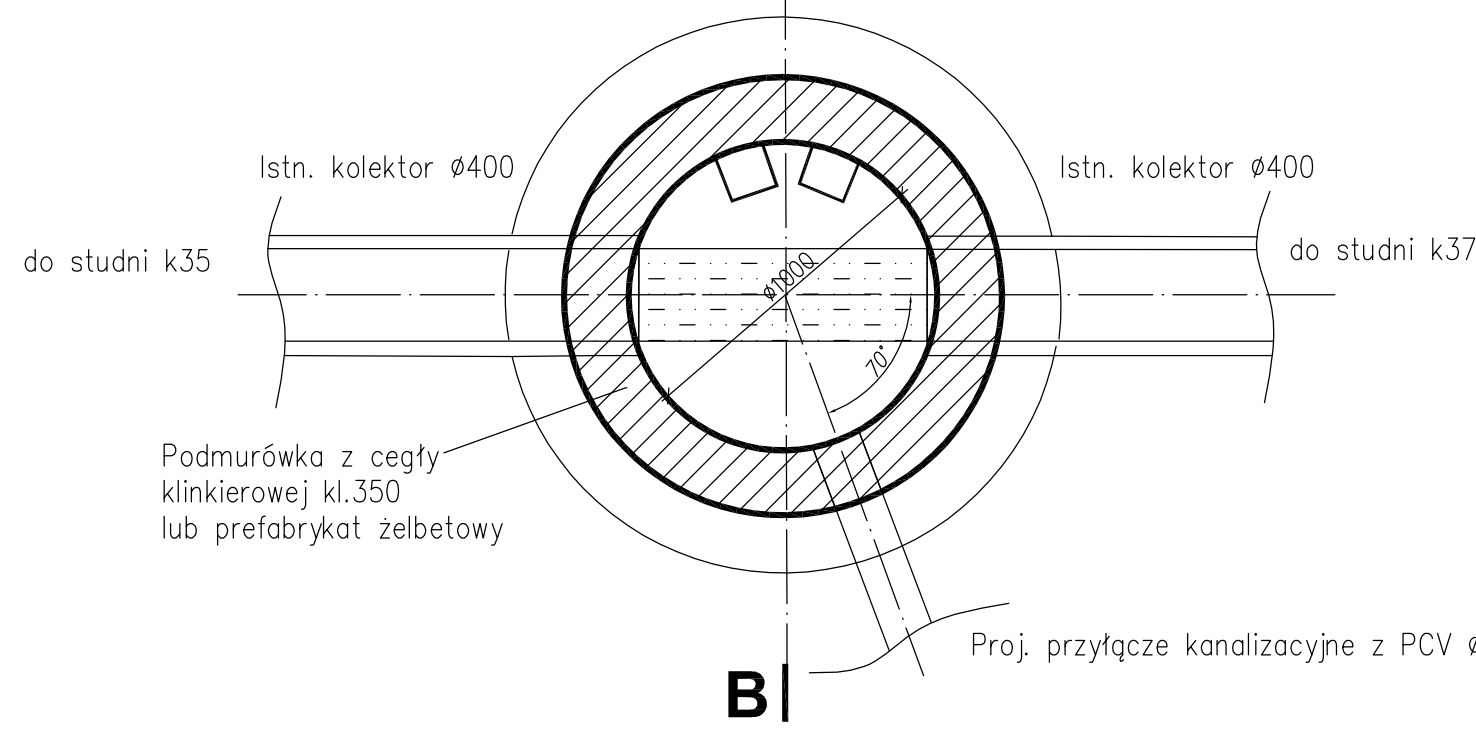 Istn. kolektor Ø400
Istn. kolektor Ø400
do studni k35
do studni k37
Ø1000
70°
Podmurówka z cegły
klinkierowej kl.350
lub prefabrykat żelbetowy
Proj. przyłącze kanalizacyjne z PCV Ø
B